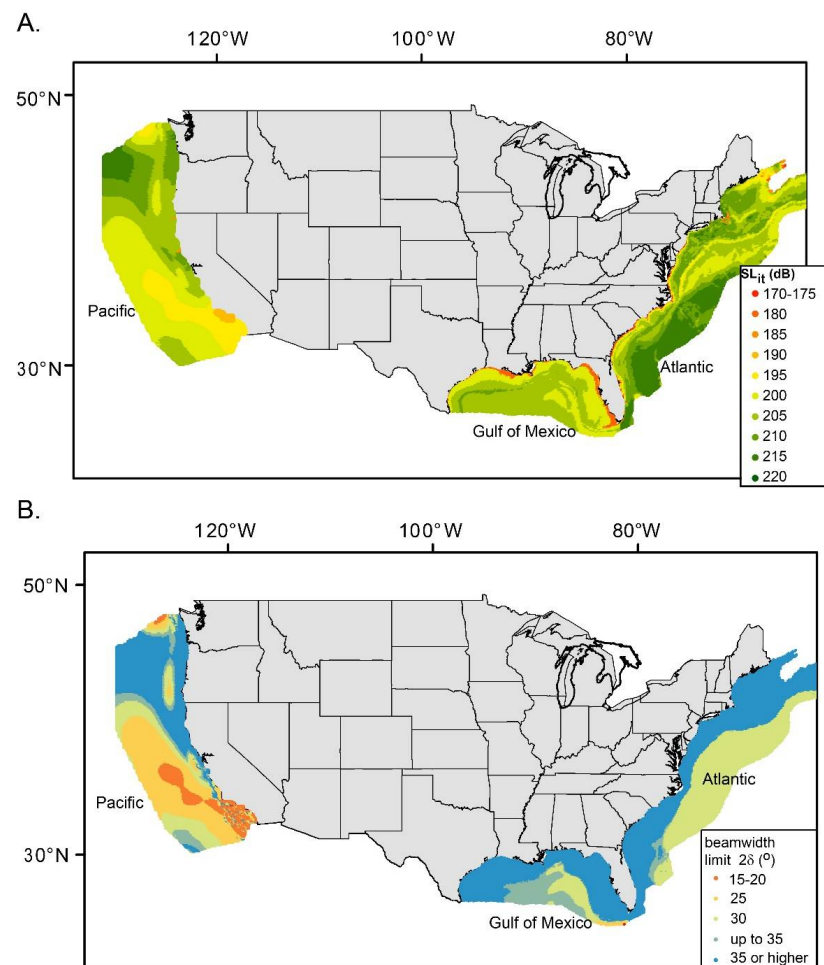 A.
120°W 100°W 80°W
50°N
30°N
Pacific
Gulf of Mexico
Atlantic
SL_it (dB)
170-175
180
185
190
195
200
205
210
215
220
B.
120°W 100°W 80°W
50°N
30°N
Pacific
Gulf of Mexico
Atlantic
beamwidth
limit 2δ (°)
15-20
25
30
up to 35
35 or higher